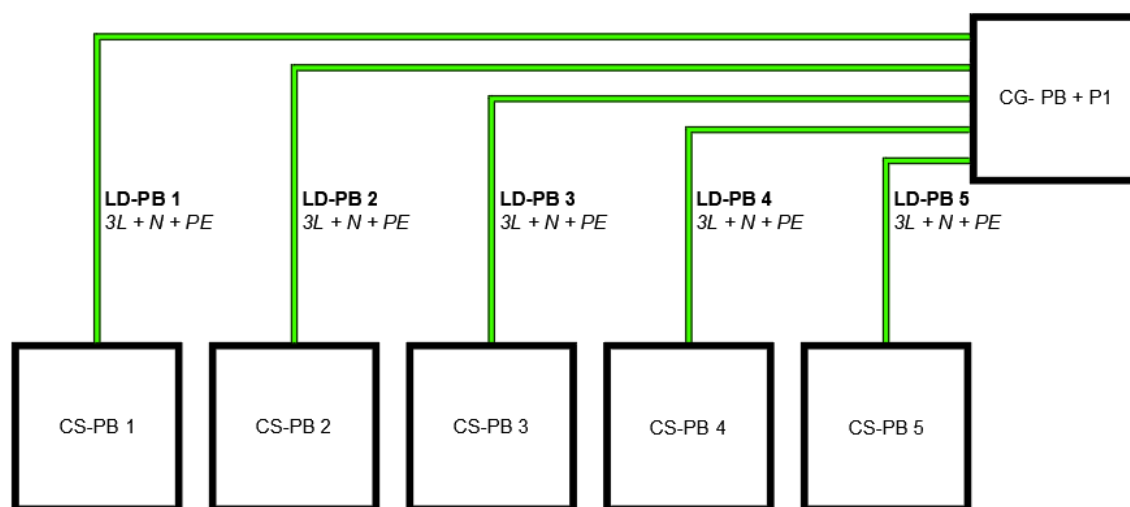 CG- PB + P1
LD-PB 1
3L + N + PE
LD-PB 2
3L + N + PE
LD-PB 3
3L + N + PE
LD-PB 4
3L + N + PE
LD-PB 5
3L + N + PE
CS-PB 1
CS-PB 2
CS-PB 3
CS-PB 4
CS-PB 5